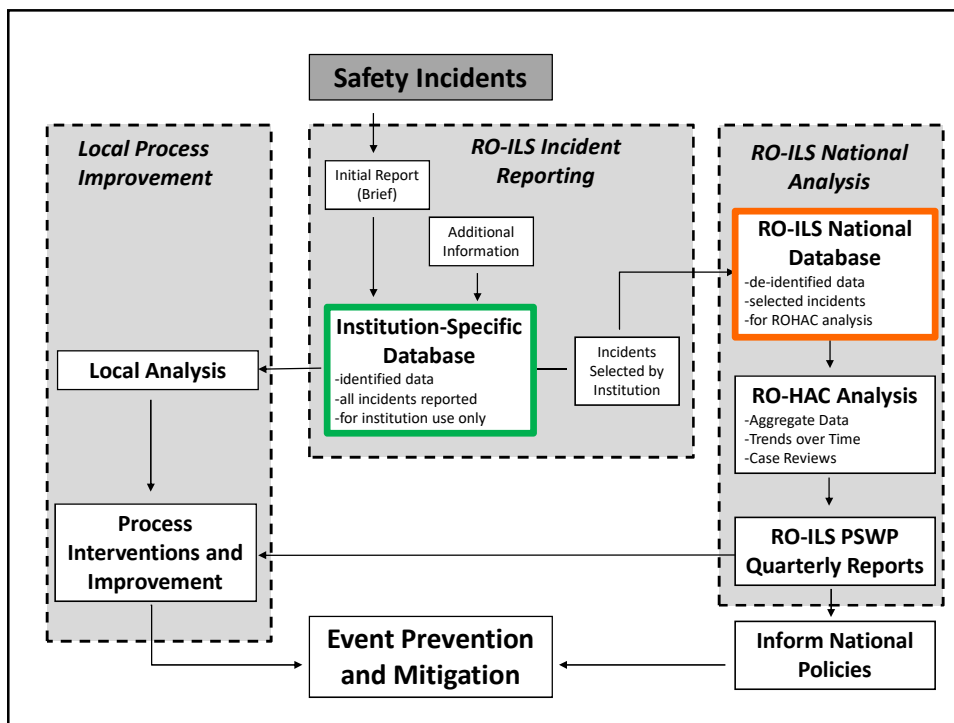 Safety Incidents
Local Process
Improvement
RO-ILS Incident
Reporting
RO-ILS National
Analysis
Initial Report
(Brief)
Additional
Information
RO-ILS National
Database
-de-identified data
-selected incidents
-for ROHAC analysis
Institution-Specific
Database
-identified data
-all incidents reported
-for institution use only
Incidents
Selected by
Institution
Local Analysis
RO-HAC Analysis
-Aggregate Data
-Trends over Time
-Case Reviews
Process
Interventions and
Improvement
RO-ILS PSWP
Quarterly Reports
Event Prevention
and Mitigation
Inform National
Policies